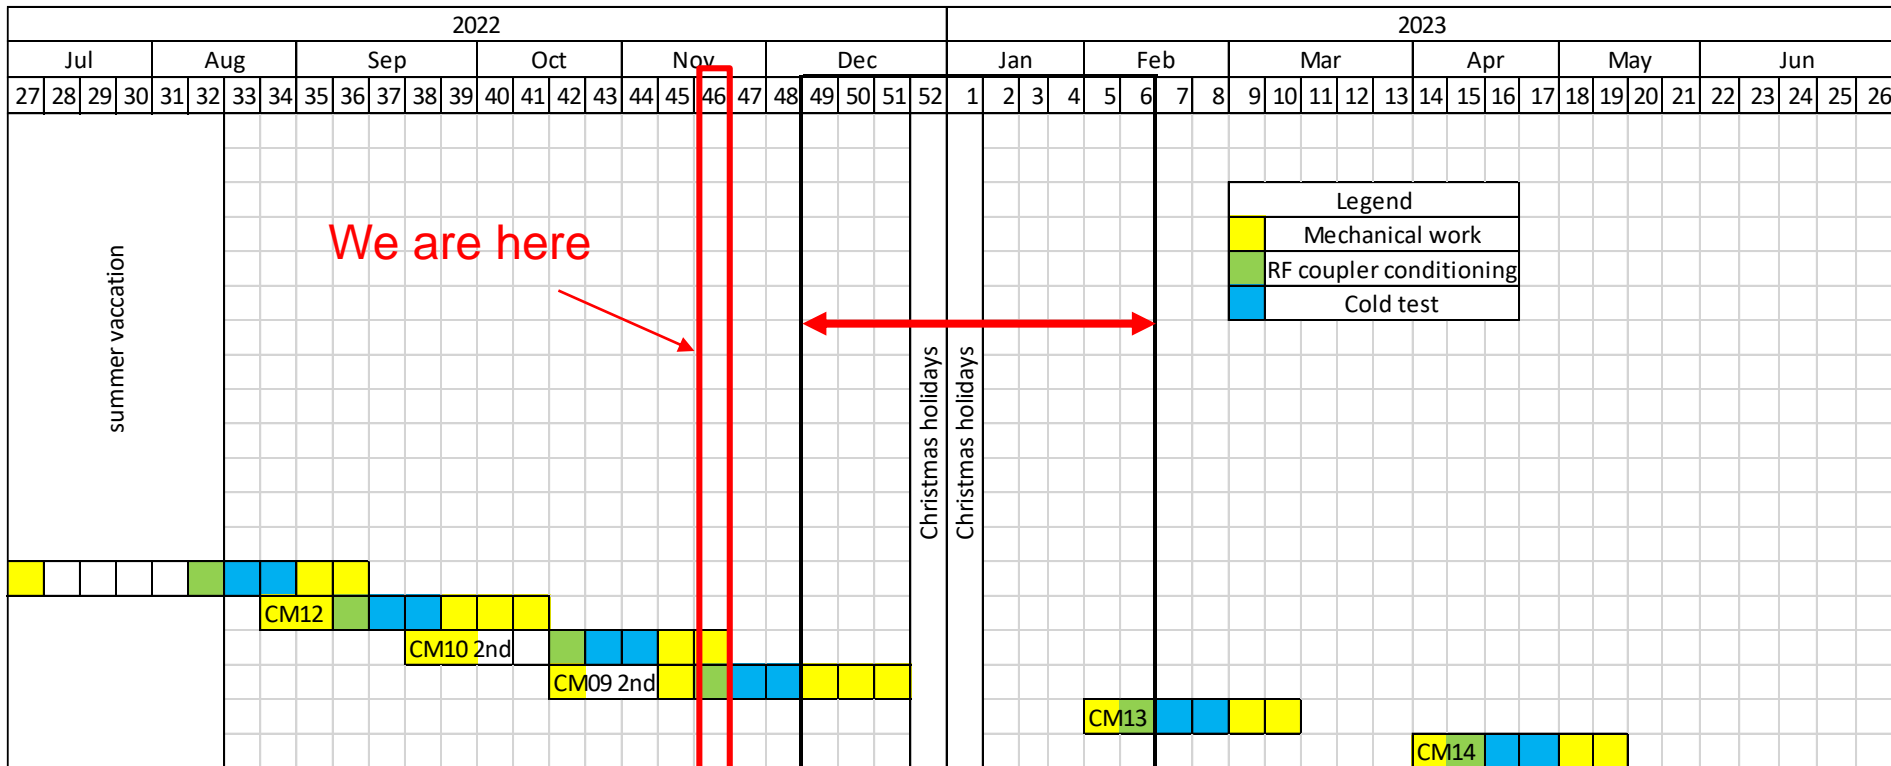 2022 2023
Jul Aug Sep Oct Nov Dec Jan Feb Mar Apr May Jun
27 28 29 30 31 32 33 34 35 36 37 38 39 40 41 42 43 44 45 46 47 48 49 50 51 52 1 2 3 4 5 6 7 8 9 10 11 12 13 14 15 16 17 18 19 20 21 22 23 24 25 26
summer vaccation
We are here
Christmas holidays
Christmas holidays
Legend
Mechanical work
RF coupler conditioning
Cold test
CM12
CM10 2nd
CM09 2nd
CM13
CM14